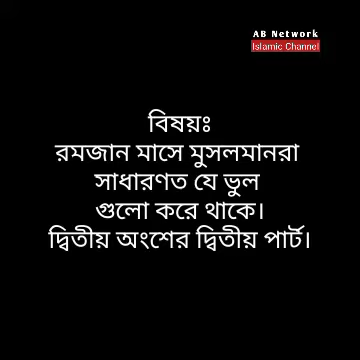 AB Network
Islamic Channel
বিষয়ঃ
রমজান মাসে মুসলমানরা
সাধারণত যে ভুল
গুলো করে থাকে।
দ্বিতীয় অংশের দ্বিতীয় পার্ট।